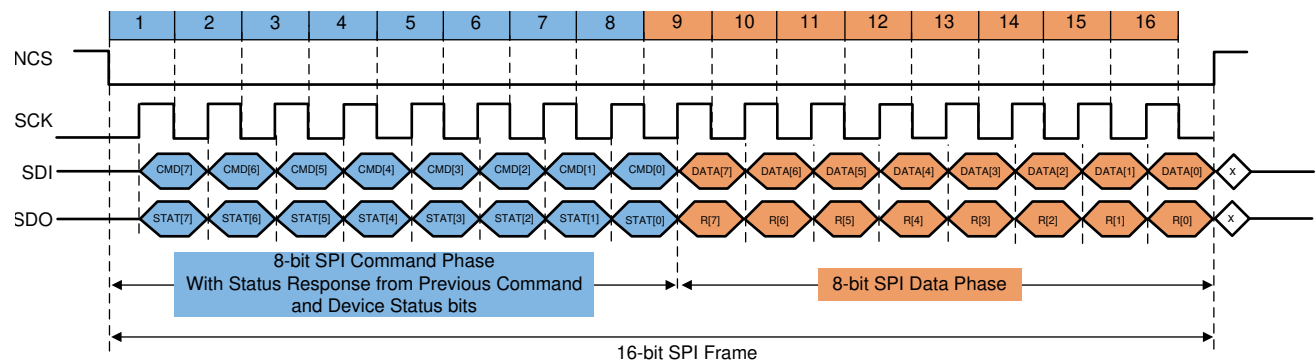 1 2 3 4 5 6 7 8 9 10 11 12 13 14 15 16
NCS
SCK
SDI CMD[7] CMD[6] CMD[5] CMD[4] CMD[3] CMD[2] CMD[1] CMD[0] DATA[7] DATA[6] DATA[5] DATA[4] DATA[3] DATA[2] DATA[1] DATA[0] x
SDO STAT[7] STAT[6] STAT[5] STAT[4] STAT[3] STAT[2] STAT[1] STAT[0] R[7] R[6] R[5] R[4] R[3] R[2] R[1] R[0] x
8-bit SPI Command Phase
With Status Response from Previous Command
and Device Status bits
8-bit SPI Data Phase
16-bit SPI Frame